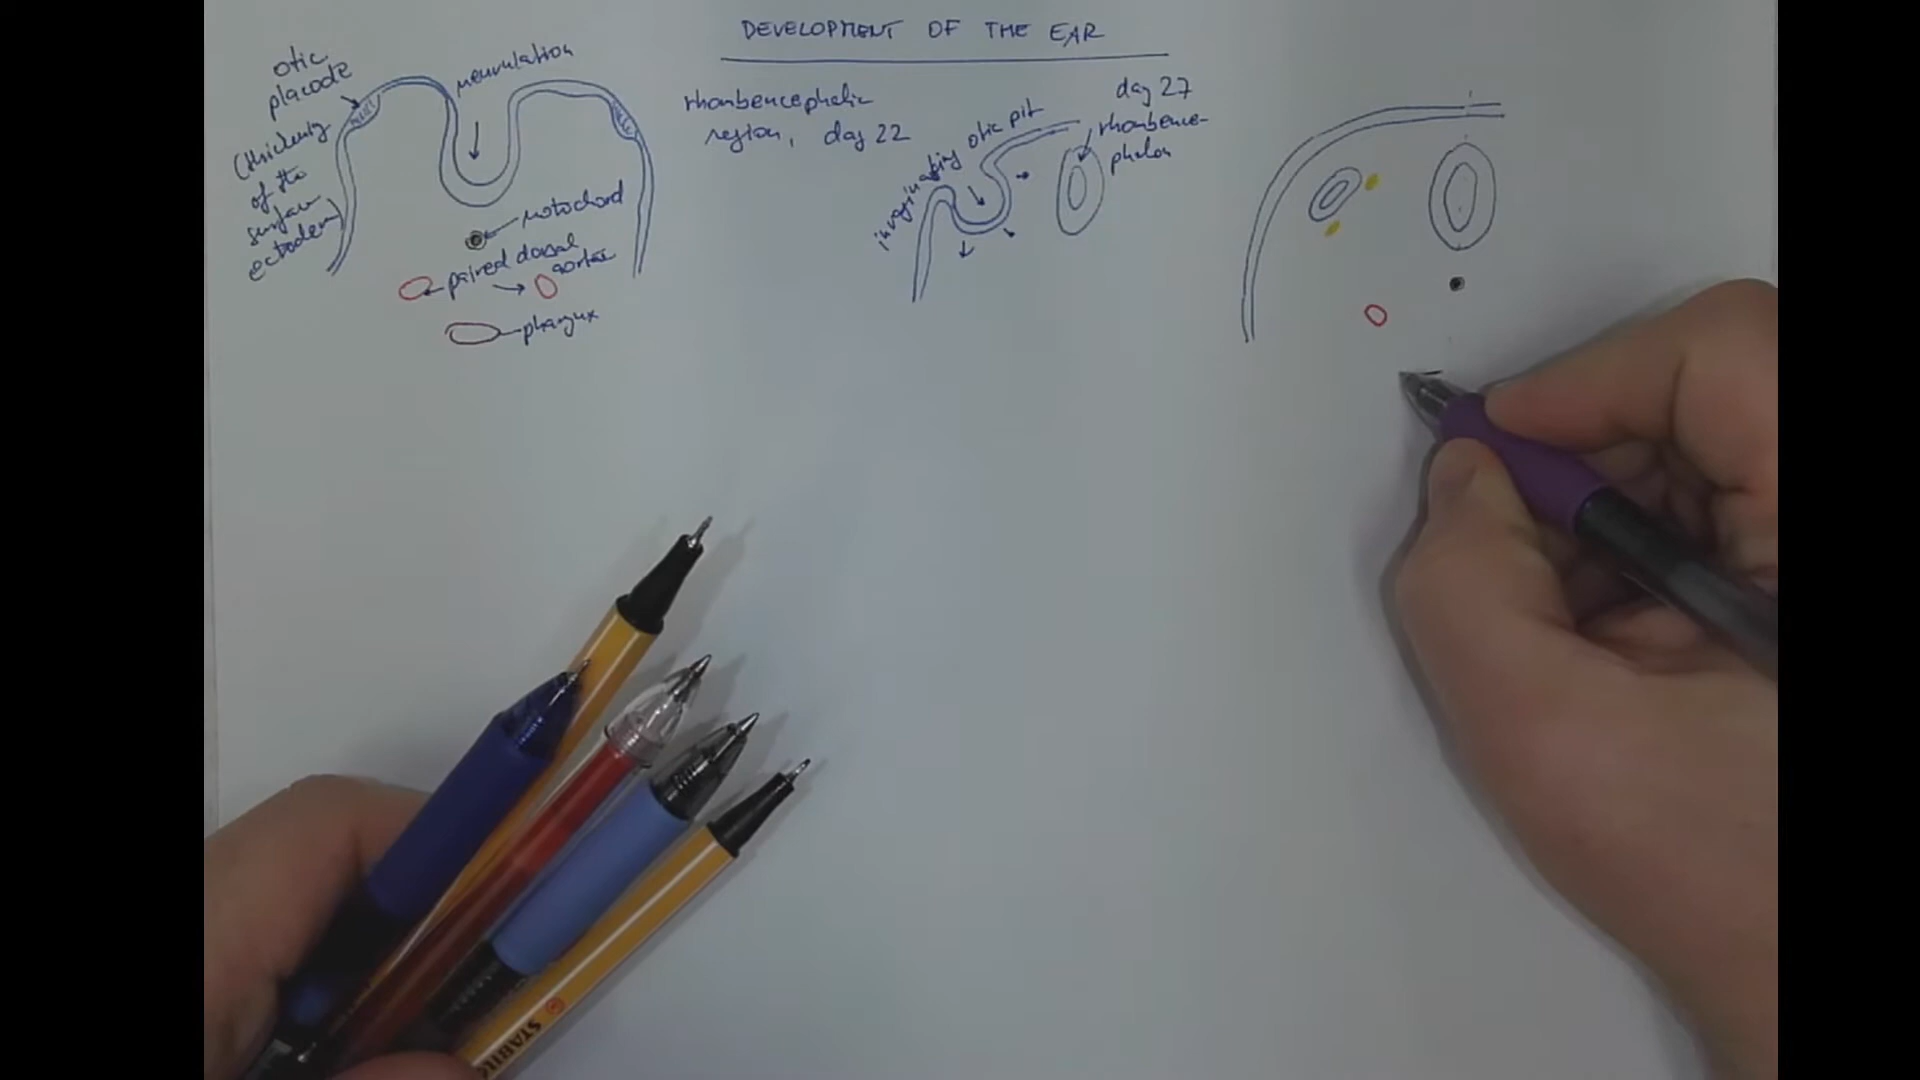 DEVELOPMENT OF THE EAR
otic
placode
(thickening
of the
surface
ectoderm)
neurulation
rhombencephalic
region, day 22
notochord
paired dorsal
aortae
pharynx
invaginating otic pit
day 27
rhombence-
phalon
STABILO